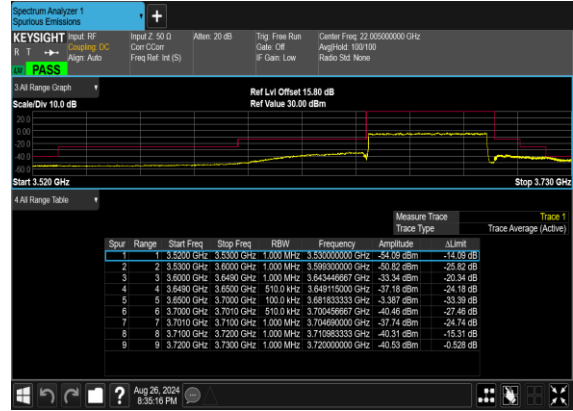 Spectrum Analyzer 1
Spurious Emissions
KEYSIGHT Input: RF Input Z: 50 Ω Atten: 20 dB Trig: Free Run Center Freq: 22.005000000 GHz
R T Coupling: DC Corr CCorr Gate: Off Avg|Hold: 100/100
Align: Auto Freq Ref: Int (S) IF Gain: Low Radio Std: None
PASS
3.All Range Graph
Ref Lvl Offset 15.80 dB
Scale/Div 10.0 dB Ref Value 30.00 dBm
20.0
0.00
-20.0
-40.0
-60.0
Start 3.520 GHz Stop 3.730 GHz
4.All Range Table
Measure Trace Trace 1
Trace Type Trace Average (Active)
Spur Range Start Freq Stop Freq RBW Frequency Amplitude ΔLimit
1 1 3.5200 GHz 3.5300 GHz 1.000 MHz 3.530000000 GHz -54.09 dBm -14.09 dB
2 2 3.5300 GHz 3.6000 GHz 1.000 MHz 3.599300000 GHz -50.82 dBm -25.82 dB
3 3 3.6000 GHz 3.6490 GHz 1.000 MHz 3.643446667 GHz -33.34 dBm -20.34 dB
4 4 3.6490 GHz 3.6500 GHz 510.0 kHz 3.649115000 GHz -37.18 dBm -24.18 dB
5 5 3.6500 GHz 3.7000 GHz 100.0 kHz 3.681833333 GHz -3.387 dBm -33.39 dB
6 6 3.7000 GHz 3.7010 GHz 510.0 kHz 3.700456667 GHz -40.46 dBm -27.46 dB
7 7 3.7010 GHz 3.7100 GHz 1.000 MHz 3.704690000 GHz -37.74 dBm -24.74 dB
8 8 3.7100 GHz 3.7200 GHz 1.000 MHz 3.710983333 GHz -40.31 dBm -15.31 dB
9 9 3.7200 GHz 3.7300 GHz 1.000 MHz 3.720000000 GHz -40.53 dBm -0.528 dB
Aug 26, 2024
8:35:16 PM